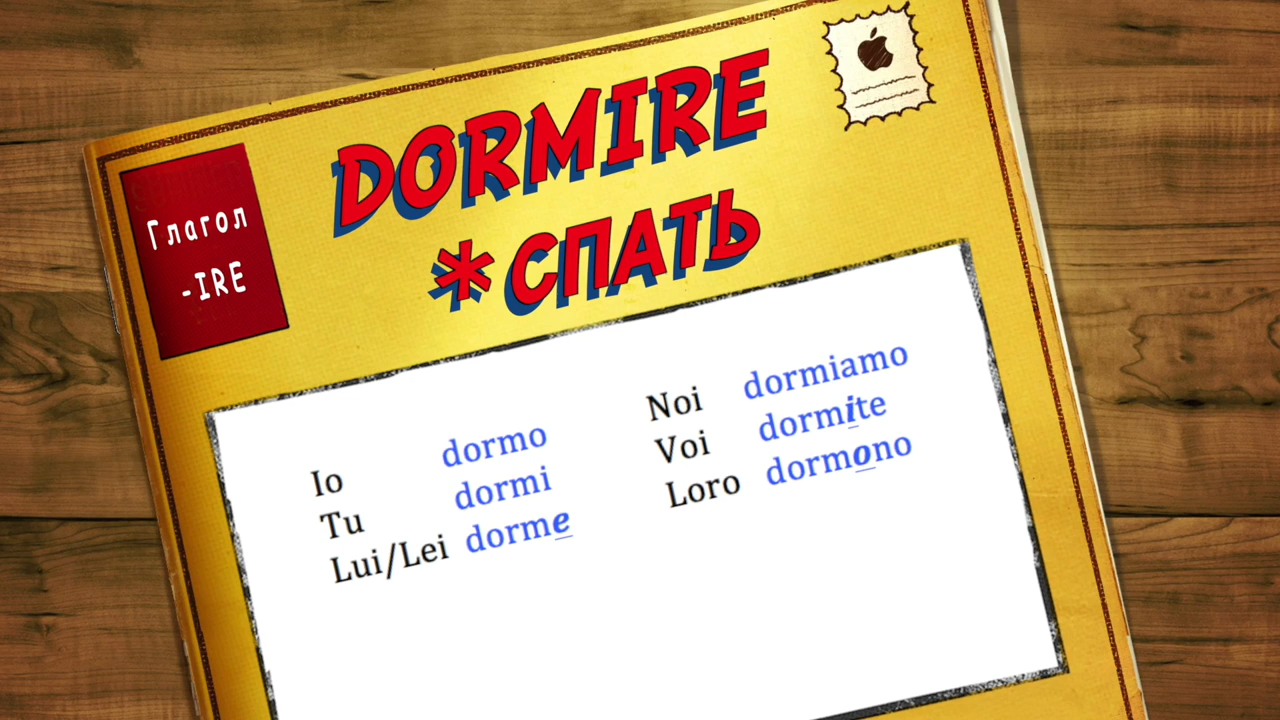 Глагол
-IRE
DORMIRE
*СПАТЬ
Io dormo
Tu dormi
Lui/Lei dorme
Noi dormiamo
Voi dormite
Loro dormono